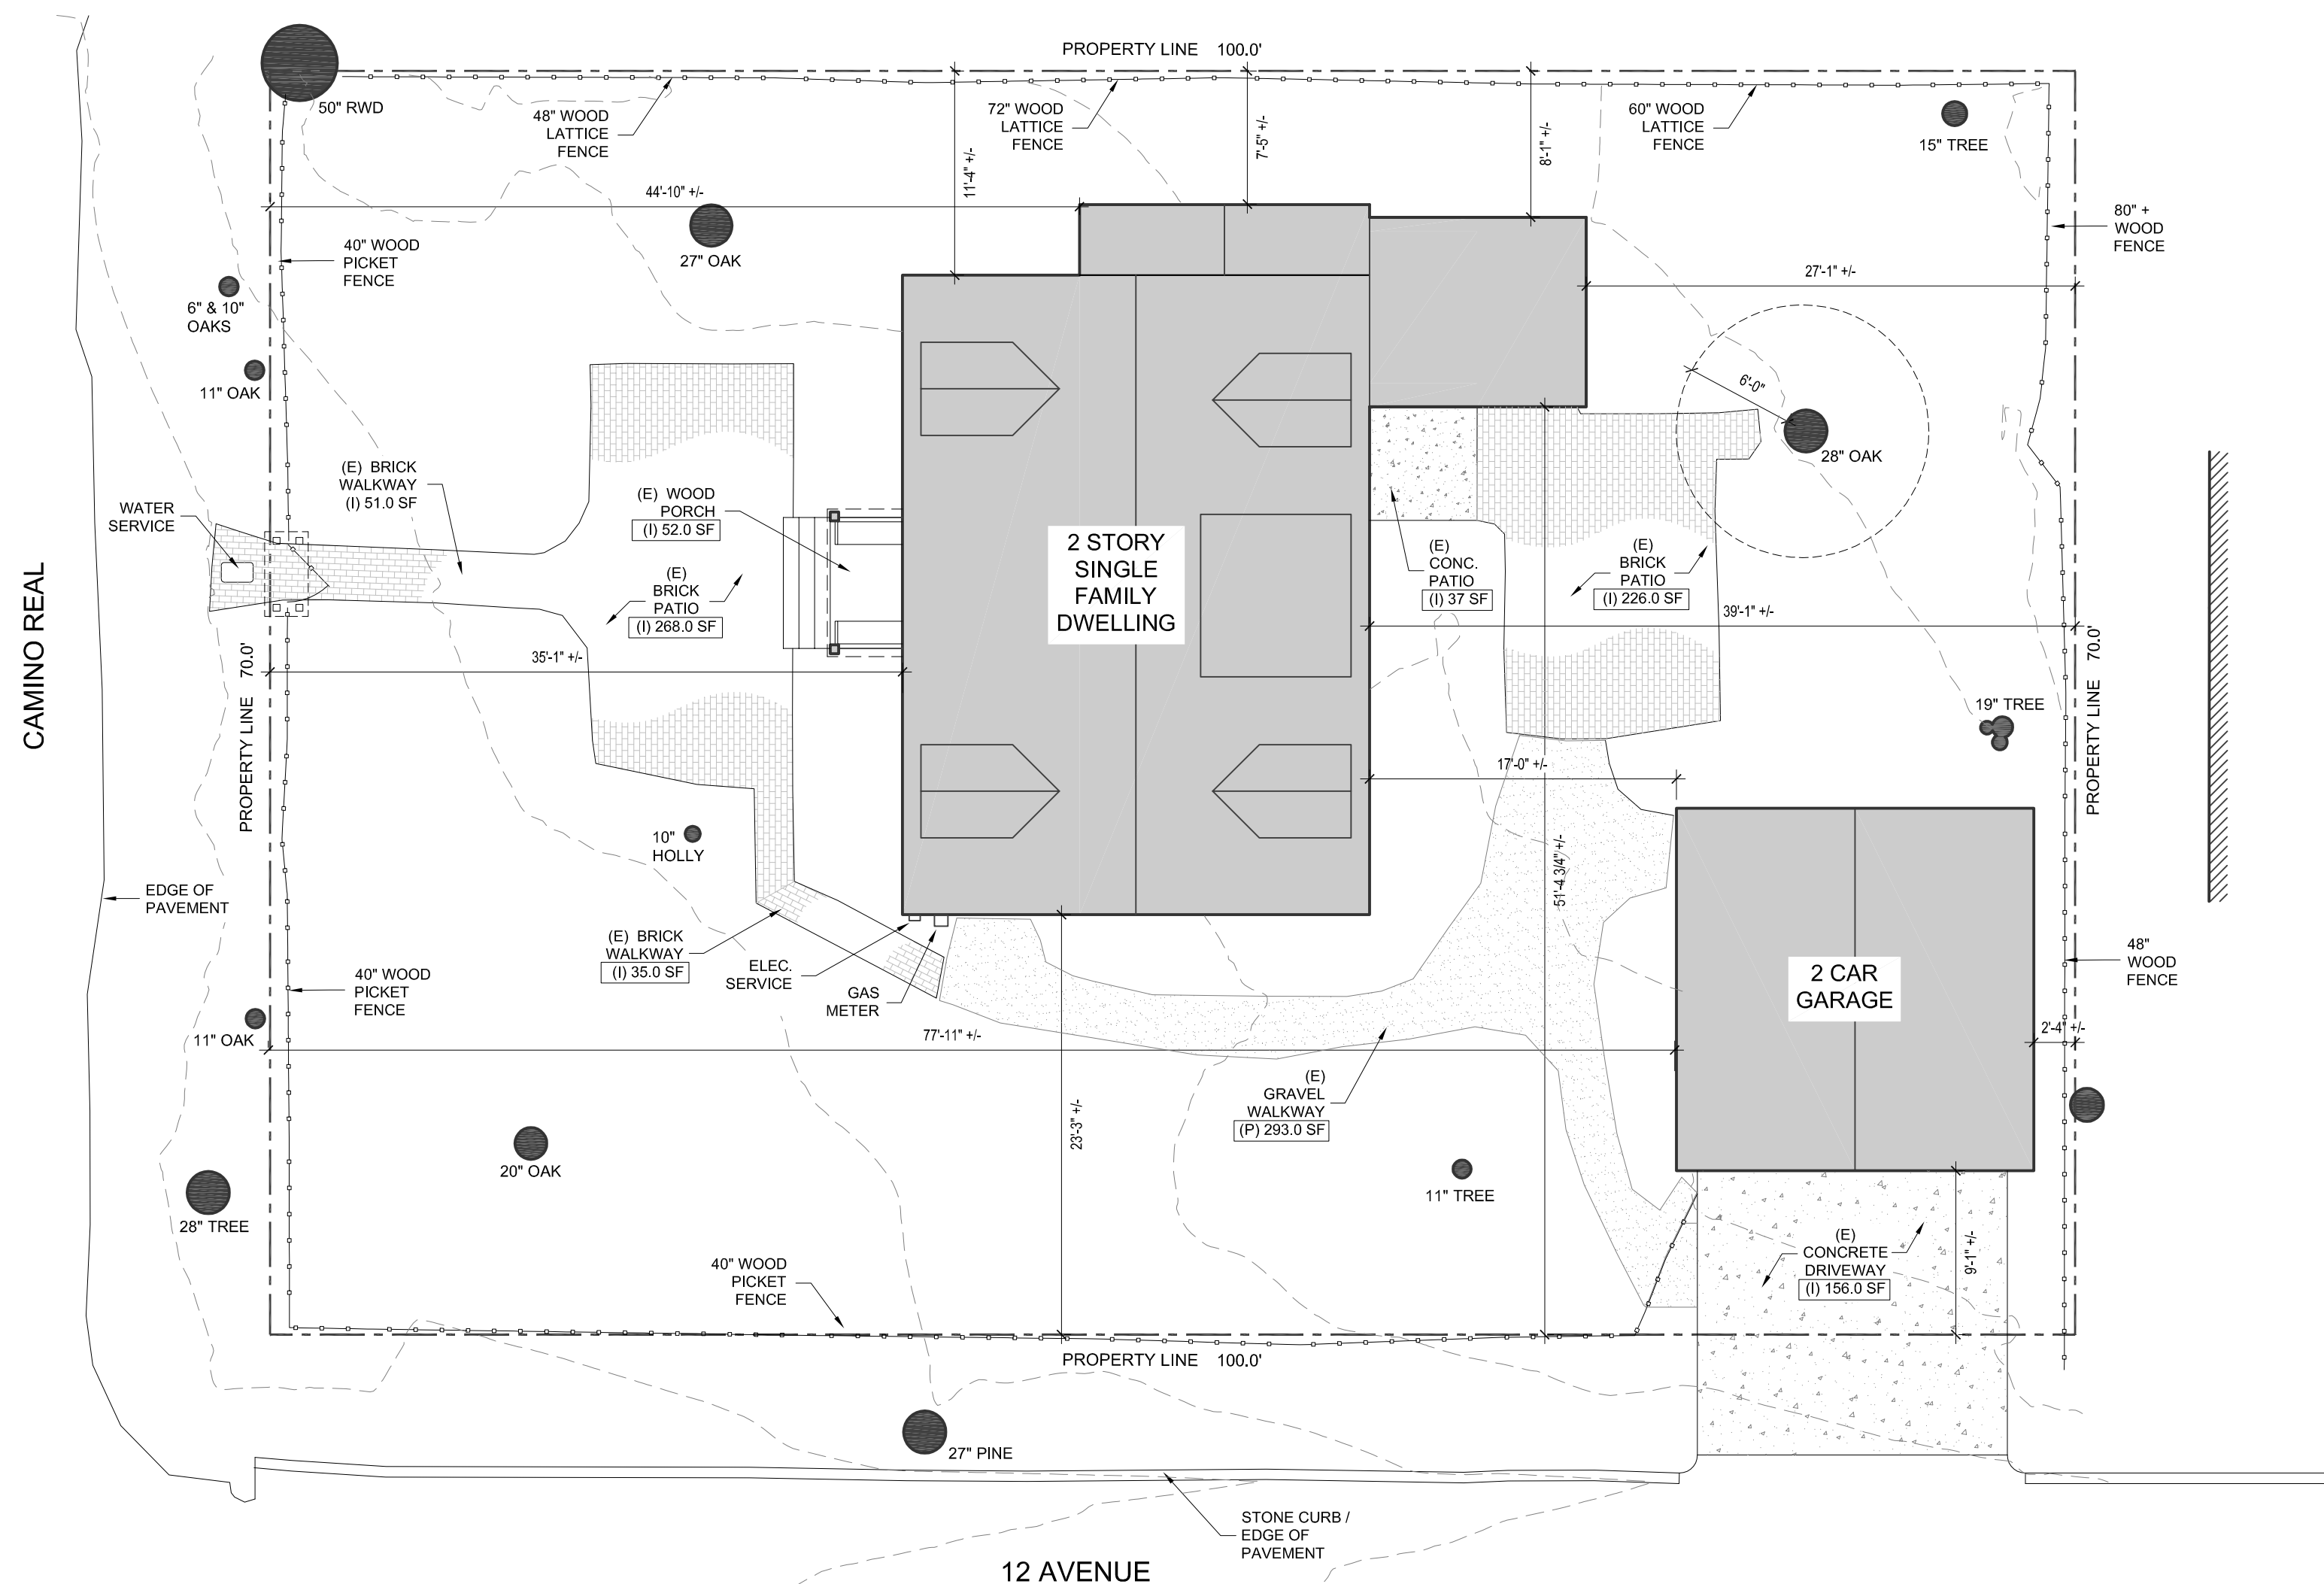 PROPERTY LINE 100.0'
50" RWD
48" WOOD
LATTICE
FENCE
72" WOOD
LATTICE
FENCE
60" WOOD
LATTICE
FENCE
15" TREE
11'-4" +/-
7'-5" +/-
8'-1" +/-
44'-10" +/-
27" OAK
40" WOOD
PICKET
FENCE
80" +
WOOD
FENCE
27'-1" +/-
6" & 10"
OAKS
11" OAK
6'-0"
28" OAK
(E) BRICK
WALKWAY
(I) 51.0 SF
WATER
SERVICE
(E) WOOD
PORCH
(I) 52.0 SF
(E)
BRICK
PATIO
(I) 268.0 SF
2 STORY
SINGLE
FAMILY
DWELLING
(E)
CONC.
PATIO
(I) 37 SF
(E)
BRICK
PATIO
(I) 226.0 SF
39'-1" +/-
35'-1" +/-
CAMINO REAL
PROPERTY LINE 70.0'
PROPERTY LINE 70.0'
19" TREE
17'-0" +/-
10"
HOLLY
51'-4 3/4" +/-
EDGE OF
PAVEMENT
(E) BRICK
WALKWAY
(I) 35.0 SF
ELEC.
SERVICE
GAS
METER
40" WOOD
PICKET
FENCE
2 CAR
GARAGE
48"
WOOD
FENCE
11" OAK
77'-11" +/-
2'-4" +/-
(E)
GRAVEL
WALKWAY
(P) 293.0 SF
23'-3" +/-
20" OAK
11" TREE
28" TREE
(E)
CONCRETE
DRIVEWAY
(I) 156.0 SF
9'-1" +/-
40" WOOD
PICKET
FENCE
PROPERTY LINE 100.0'
27" PINE
STONE CURB /
EDGE OF
PAVEMENT
12 AVENUE